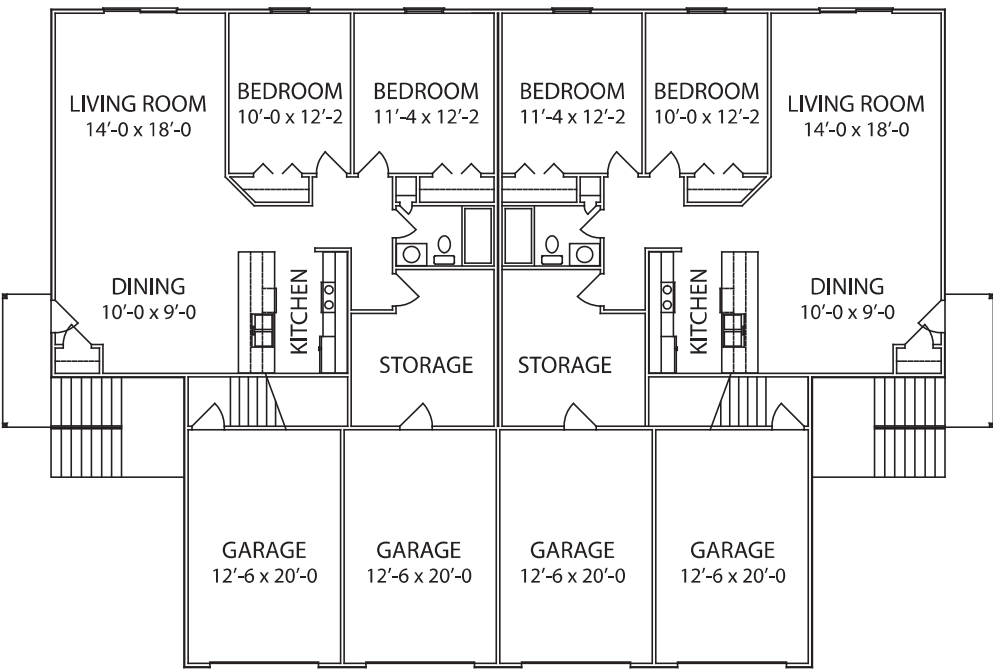 LIVING ROOM
14'-0 x 18'-0
BEDROOM
10'-0 x 12'-2
BEDROOM
11'-4 x 12'-2
BEDROOM
11'-4 x 12'-2
BEDROOM
10'-0 x 12'-2
LIVING ROOM
14'-0 x 18'-0
DINING
10'-0 x 9'-0
KITCHEN
STORAGE
STORAGE
KITCHEN
DINING
10'-0 x 9'-0
GARAGE
12'-6 x 20'-0
GARAGE
12'-6 x 20'-0
GARAGE
12'-6 x 20'-0
GARAGE
12'-6 x 20'-0